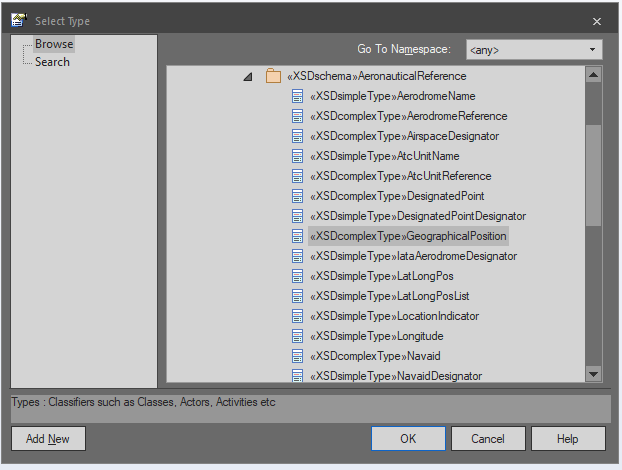 Select Type
Browse
Search
Go To Namespace:
<any>
«XSDschema»AeronauticalReference
«XSDsimpleType»AerodromeName
«XSDcomplexType»AerodromeReference
«XSDcomplexType»AirspaceDesignator
«XSDsimpleType»AtcUnitName
«XSDcomplexType»AtcUnitReference
«XSDcomplexType»DesignatedPoint
«XSDsimpleType»DesignatedPointDesignator
«XSDcomplexType»GeographicalPosition
«XSDsimpleType»IataAerodromeDesignator
«XSDsimpleType»LatLongPos
«XSDsimpleType»LatLongPosList
«XSDsimpleType»LocationIndicator
«XSDsimpleType»Longitude
«XSDcomplexType»Navaid
«XSDsimpleType»NavaidDesignator
Types : Classifiers such as Classes, Actors, Activities etc
Add New
OK
Cancel
Help